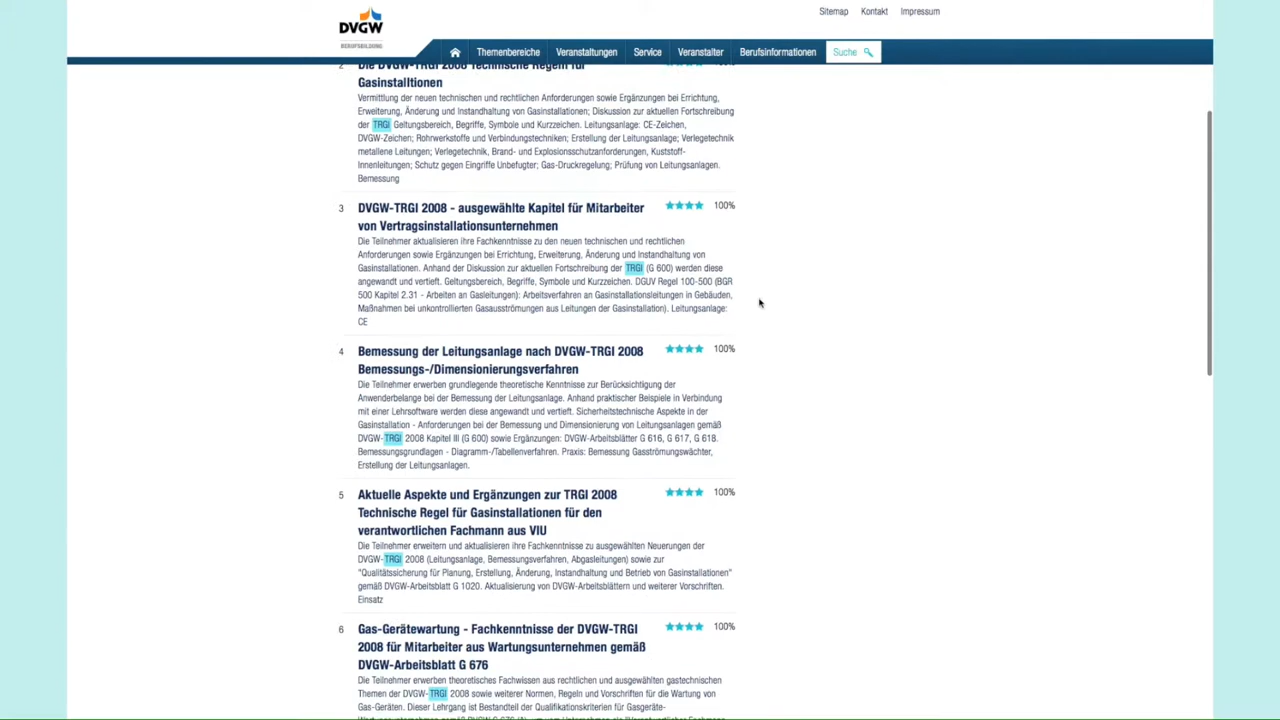 Sitemap Kontakt Impressum
DVGW
BERUFSBILDUNG
Themenbereiche Veranstaltungen Service Veranstalter Berufsinformationen Suche
2 Die DVGW-TRGI 2008 Technische Regeln für 100%
Gasinstalltionen
Vermittlung der neuen technischen und rechtlichen Anforderungen sowie Ergänzungen bei Errichtung,
Erweiterung, Änderung und Instandhaltung von Gasinstallationen; Diskussion zur aktuellen Fortschreibung
der TRGI Geltungsbereich, Begriffe, Symbole und Kurzzeichen. Leitungsanlage: CE-Zeichen,
DVGW-Zeichen; Rohrwerkstoffe und Verbindungstechniken; Erstellung der Leitungsanlage; Verlegetechnik
metallene Leitungen; Verlegetechnik, Brand- und Explosionsschutzanforderungen, Kuststoff-
Innenleitungen; Schutz gegen Eingriffe Unbefugter; Gas-Druckregelung; Prüfung von Leitungsanlagen.
Bemessung
3 DVGW-TRGI 2008 - ausgewählte Kapitel für Mitarbeiter 100%
von Vertragsinstallationsunternehmen
Die Teilnehmer aktualisieren ihre Fachkenntnisse zu den neuen technischen und rechtlichen
Anforderungen sowie Ergänzungen bei Errichtung, Erweiterung, Änderung und Instandhaltung von
Gasinstallationen. Anhand der Diskussion zur aktuellen Fortschreibung der TRGI (G 600) werden diese
angewandt und vertieft. Geltungsbereich, Begriffe, Symbole und Kurzzeichen. DGUV Regel 100-500 (BGR
500 Kapitel 2.31 - Arbeiten an Gasleitungen): Arbeitsverfahren an Gasinstallationsleitungen in Gebäuden,
Maßnahmen bei unkontrollierten Gasausströmungen aus Leitungen der Gasinstallation). Leitungsanlage:
CE
4 Bemessung der Leitungsanlage nach DVGW-TRGI 2008 100%
Bemessungs-/Dimensionierungsverfahren
Die Teilnehmer erwerben grundlegende theoretische Kenntnisse zur Berücksichtigung der
Anwenderbelange bei der Bemessung der Leitungsanlage. Anhand praktischer Beispiele in Verbindung
mit einer Lehrsoftware werden diese angewandt und vertieft. Sicherheitstechnische Aspekte in der
Gasinstallation - Anforderungen bei der Bemessung und Dimensionierung von Leitungsanlagen gemäß
DVGW-TRGI 2008 Kapitel III (G 600) sowie Ergänzungen: DVGW-Arbeitsblätter G 616, G 617, G 618.
Bemessungsgrundlagen - Diagramm-/Tabellenverfahren. Praxis: Bemessung Gasströmungswächter,
Erstellung der Leitungsanlagen.
5 Aktuelle Aspekte und Ergänzungen zur TRGI 2008 100%
Technische Regel für Gasinstallationen für den
verantwortlichen Fachmann aus VIU
Die Teilnehmer erweitern und aktualisieren ihre Fachkenntnisse zu ausgewählten Neuerungen der
DVGW-TRGI 2008 (Leitungsanlage, Bemessungsverfahren, Abgasleitungen) sowie zur
"Qualitätssicherung für Planung, Erstellung, Änderung, Instandhaltung und Betrieb von Gasinstallationen"
gemäß DVGW-Arbeitsblatt G 1020. Aktualisierung von DVGW-Arbeitsblättern und weiterer Vorschriften.
Einsatz
6 Gas-Gerätewartung - Fachkenntnisse der DVGW-TRGI 100%
2008 für Mitarbeiter aus Wartungsunternehmen gemäß
DVGW-Arbeitsblatt G 676
Die Teilnehmer erwerben theoretisches Fachwissen aus rechtlichen und ausgewählten gastechnischen
Themen der DVGW-TRGI 2008 sowie weiterer Normen, Regeln und Vorschriften für die Wartung von
Gas-Geräten. Dieser Lehrgang ist Bestandteil der Qualifikationskriterien für Gasgeräte-